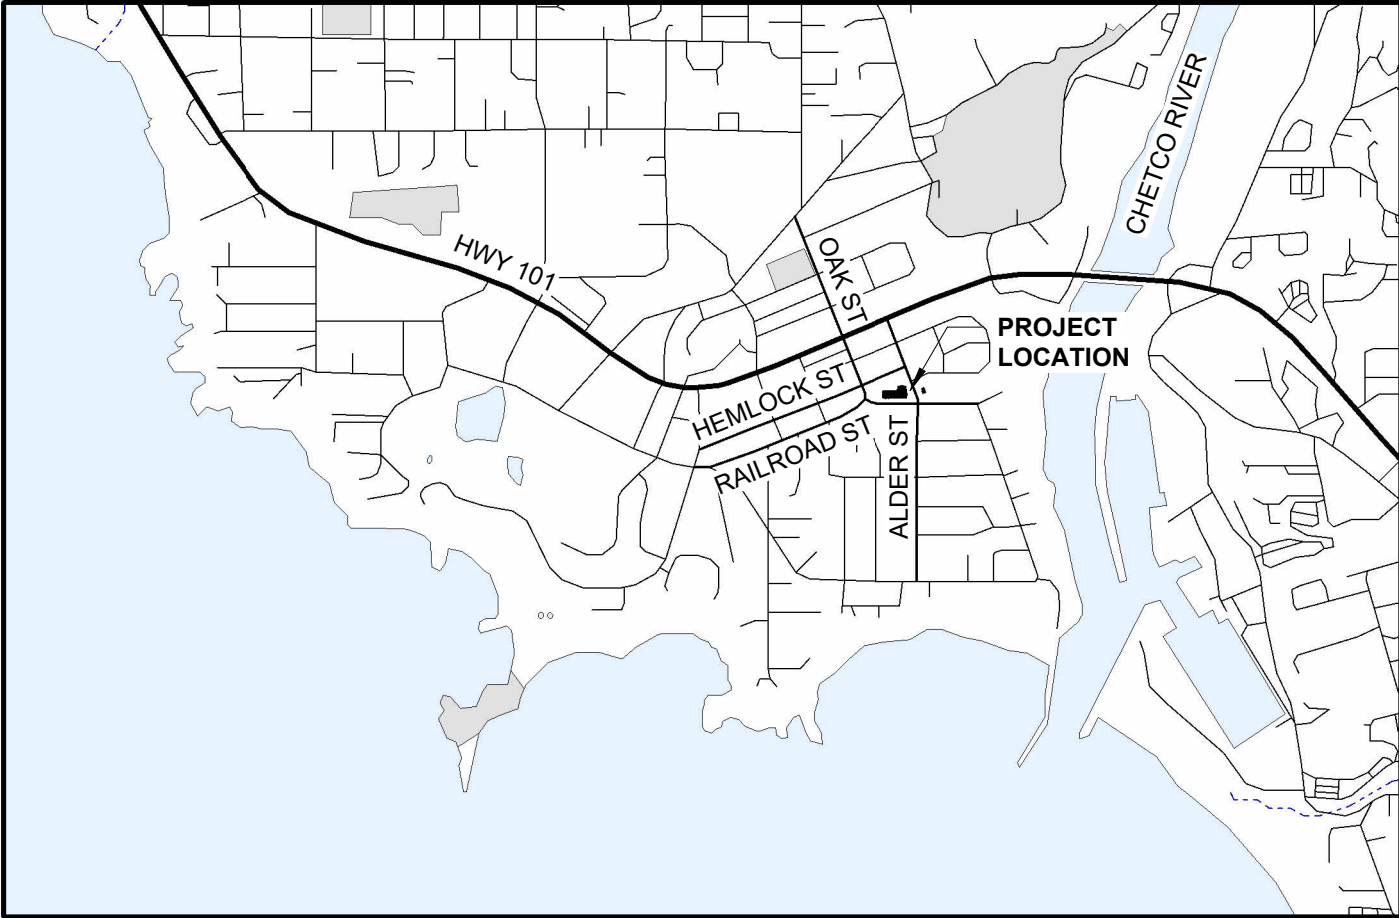 CHETCO RIVER
HWY 101
OAK ST
PROJECT
LOCATION
HEMLOCK ST
RAILROAD ST
ALDER ST